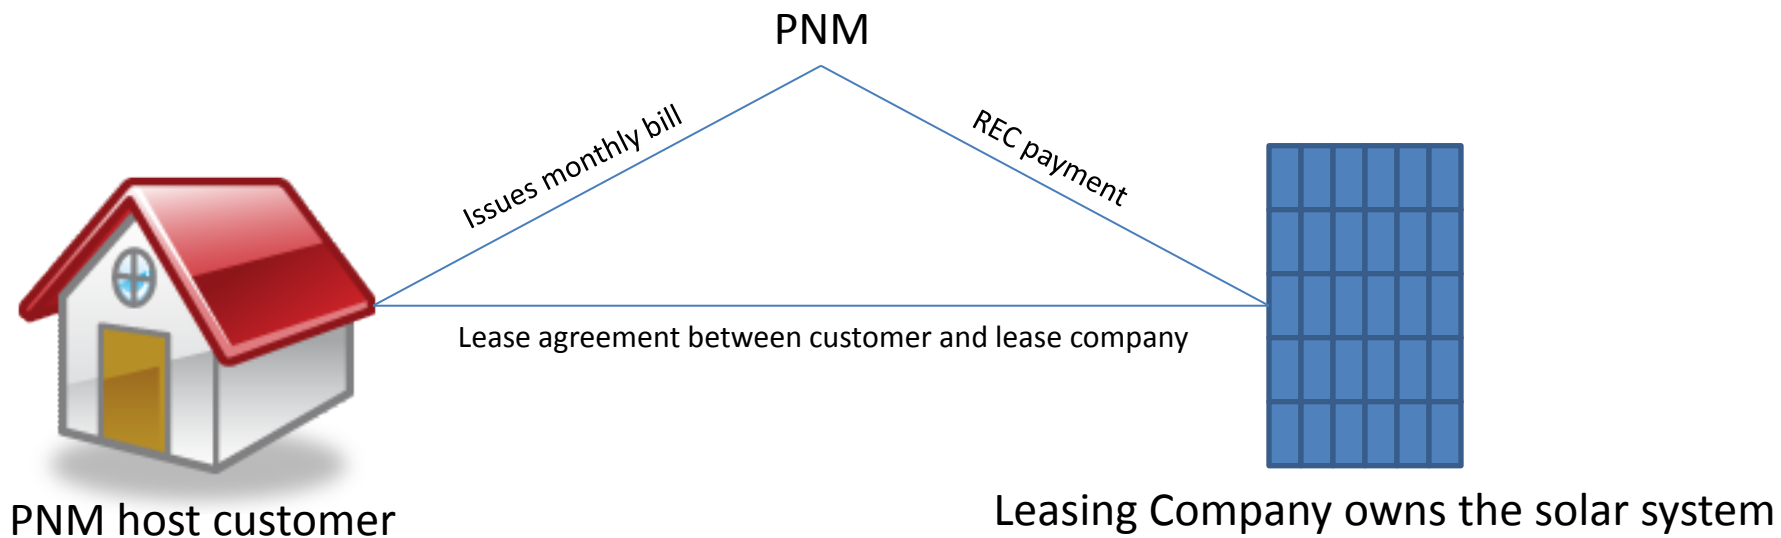 PNM
Issues monthly bill
REC payment
Lease agreement between customer and lease company
PNM host customer
Leasing Company owns the solar system